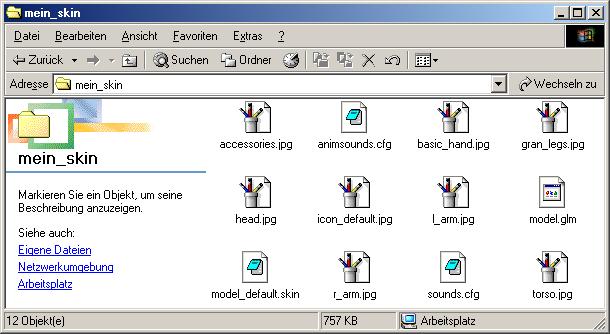 mein_skin
Datei Bearbeiten Ansicht Favoriten Extras ?
Zurück Suchen Ordner
Adresse mein_skin Wechseln zu
mein_skin
Markieren Sie ein Objekt, um seine
Beschreibung anzuzeigen.
Siehe auch:
Eigene Dateien
Netzwerkumgebung
Arbeitsplatz
accessories.jpg animsounds.cfg basic_hand.jpg gran_legs.jpg
head.jpg icon_default.jpg l_arm.jpg model.glm
model_default.skin r_arm.jpg sounds.cfg torso.jpg
12 Objekt(e) 757 KB Arbeitsplatz